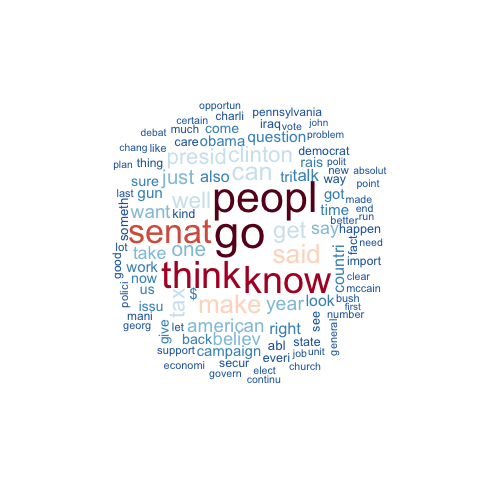 opportun
certain charli pennsylvania
debat much come iraq vote john
chang like care obama question problem
presid clinton rais democrat polit
plan thing just also can tri talk new absolut
sure gun well peopl got way point
last want kind time made
someth senat go get say better end run
good lot take one said happen fact need
work think know countri import
now us $ clear
polici issu tax make year look bush mccain
mani first
georg give let american right see number
back believ abl state general
support campaign everi job unit
economi secur church
govern elect
continu